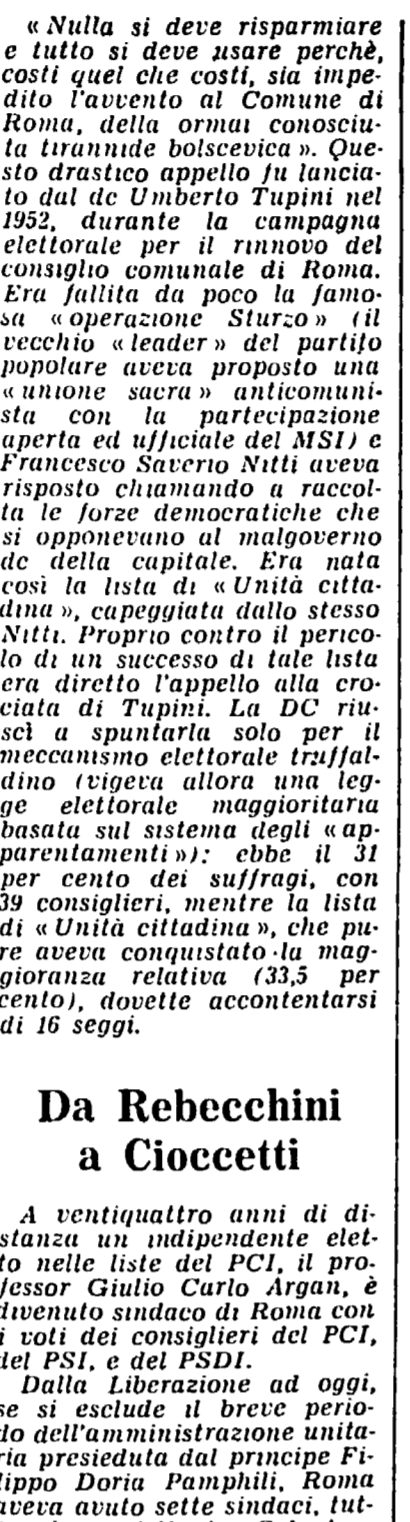 «Nulla si deve risparmiare
e tutto si deve usare perchè,
costi quel che costi, sia impe-
dito l'avvento al Comune di
Roma, della ormai conosciu-
ta tirannide bolscevica». Que-
sto drastico appello fu lancia-
to dal dc Umberto Tupini nel
1952, durante la campagna
elettorale per il rinnovo del
consiglio comunale di Roma.
Era fallita da poco la famo-
sa «operazione Sturzo» (il
vecchio «leader» del partito
popolare aveva proposto una
«unione sacra» anticomuni-
sta con la partecipazione
aperta ed ufficiale del MSI) e
Francesco Saverio Nitti aveva
risposto chiamando a raccol-
ta le forze democratiche che
si opponevano al malgoverno
dc della capitale. Era nata
così la lista di «Unità citta-
dina», capeggiata dallo stesso
Nitti. Proprio contro il perico-
lo di un successo di tale lista
era diretto l'appello alla cro-
ciata di Tupini. La DC riu-
scì a spuntarla solo per il
meccanismo elettorale truffal-
dino (vigeva allora una leg-
ge elettorale maggioritaria
basata sul sistema degli «ap-
parentamenti»): ebbe il 31
per cento dei suffragi, con
39 consiglieri, mentre la lista
di «Unità cittadina», che pu-
re aveva conquistato la mag-
gioranza relativa (33,5 per
cento), dovette accontentarsi
di 16 seggi.
Da Rebecchini
a Cioccetti
A ventiquattro anni di di-
stanza un indipendente elet-
to nelle liste del PCI, il pro-
fessor Giulio Carlo Argan, è
divenuto sindaco di Roma con
i voti dei consiglieri del PCI,
del PSI, e del PSDI.
Dalla Liberazione ad oggi,
se si esclude il breve perio-
do dell'amministrazione unita-
ria presieduta dal principe Fi-
lippo Doria Pamphili, Roma
aveva avuto sette sindaci, tut-